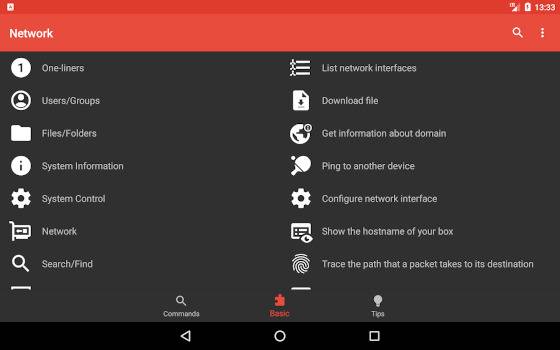 13:33
Network
1 One-liners
Users/Groups
Files/Folders
System Information
System Control
Network
Search/Find
List network interfaces
Download file
Get information about domain
Ping to another device
Configure network interface
Show the hostname of your box
Trace the path that a packet takes to its destination
Commands
Basic
Tips